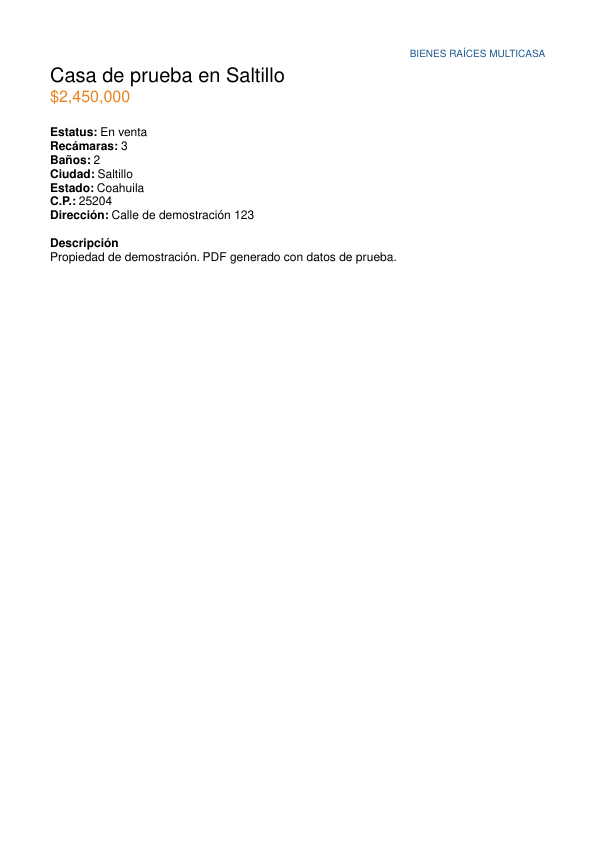 BIENES RAÍCES MULTICASA
Casa de prueba en Saltillo
$2,450,000
Estatus: En venta
Recámaras: 3
Baños: 2
Ciudad: Saltillo
Estado: Coahuila
C.P.: 25204
Dirección: Calle de demostración 123
Descripción
Propiedad de demostración. PDF generado con datos de prueba.